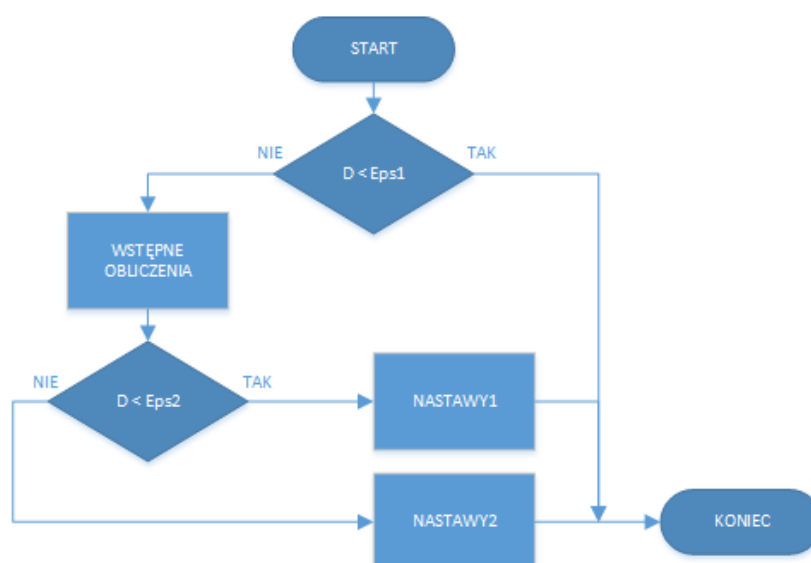 START
NIE
TAK
D < Eps1
WSTĘPNE
OBLICZENIA
NIE
TAK
D < Eps2
NASTAWY1
NASTAWY2
KONIEC